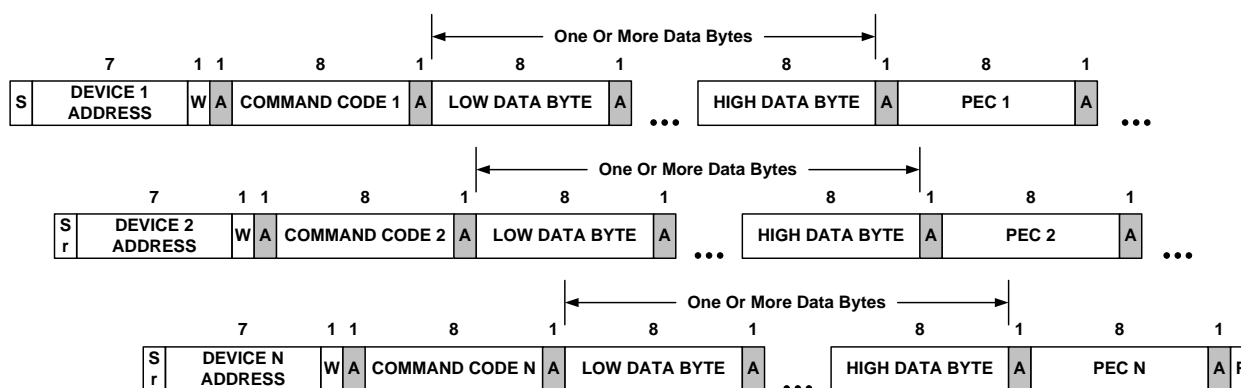 One Or More Data Bytes
7 1 1 8 1 8 1 8 1 8 1
S DEVICE 1 ADDRESS W A COMMAND CODE 1 A LOW DATA BYTE A ••• HIGH DATA BYTE A PEC 1 A •••
One Or More Data Bytes
7 1 1 8 1 8 1 8 1 8 1
Sr DEVICE 2 ADDRESS W A COMMAND CODE 2 A LOW DATA BYTE A ••• HIGH DATA BYTE A PEC 2 A •••
One Or More Data Bytes
7 1 1 8 1 8 1 8 1 8 1
Sr DEVICE N ADDRESS W A COMMAND CODE N A LOW DATA BYTE A ••• HIGH DATA BYTE A PEC N A P